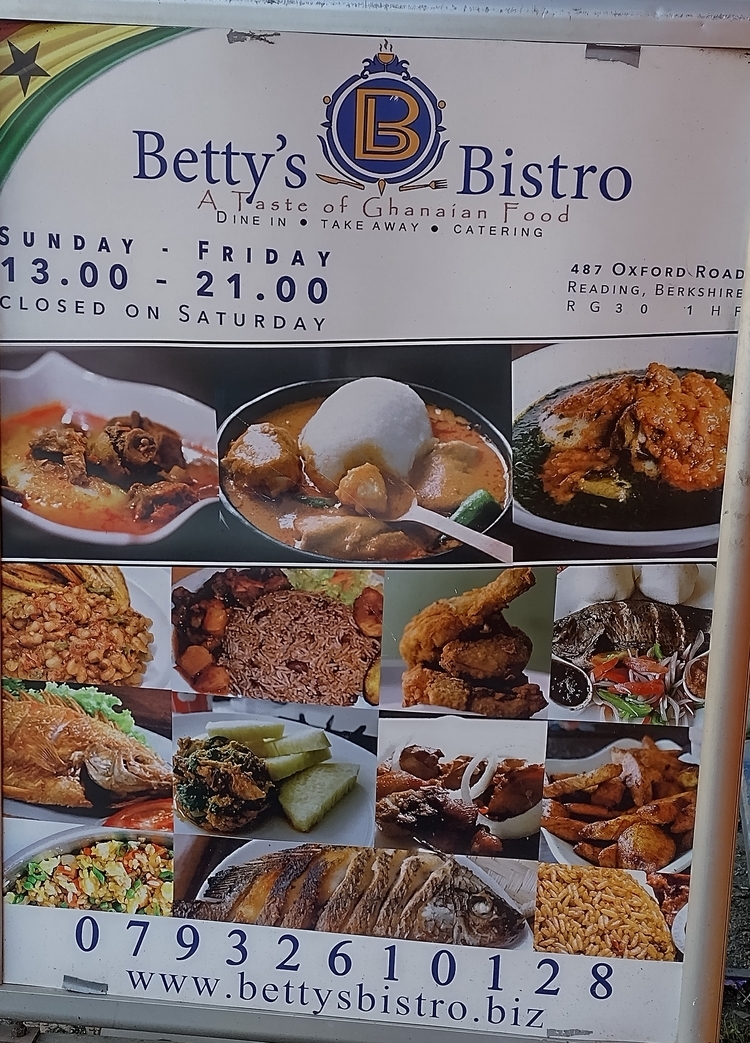 B
Betty's Bistro
A Taste of Ghanaian Food
DINE IN • TAKE AWAY • CATERING
SUNDAY - FRIDAY
13.00 - 21.00
CLOSED ON SATURDAY
487 OXFORD ROAD
READING, BERKSHIRE
RG30 1HF
07932610128
www.bettysbistro.biz